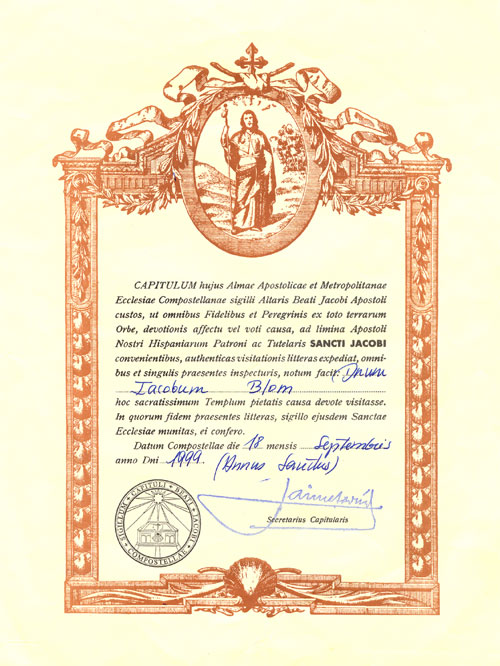 CAPITULUM hujus Almae Apostolicae et Metropolitanae
Ecclesiae Compostellanae sigilli Altaris Beati Jacobi Apostoli
custos, ut omnibus Fidelibus et Peregrinis ex toto terrarum
Orbe, devotionis affectu vel voti causa, ad limina Apostoli
Nostri Hispaniarum Patroni ac Tutelaris SANCTI JACOBI
convenientibus, authenticas visitationis litteras expediat, omni-
bus et singulis praesentes inspecturis, notum facit: Dnum
Iacobum Blom
hoc sacratissimum Templum pietatis causa devote visitasse.
In quorum fidem praesentes litteras, sigillo ejusdem Sanctae
Ecclesiae munitas, ei confero.
Datum Compostellae die 18 mensis Septembris
anno Dni 1999. (Annus Sanctus)
Secretarius Capitularis
SIGILLUM CAPITULI BEATI JACOBI
COMPOSTELLAE